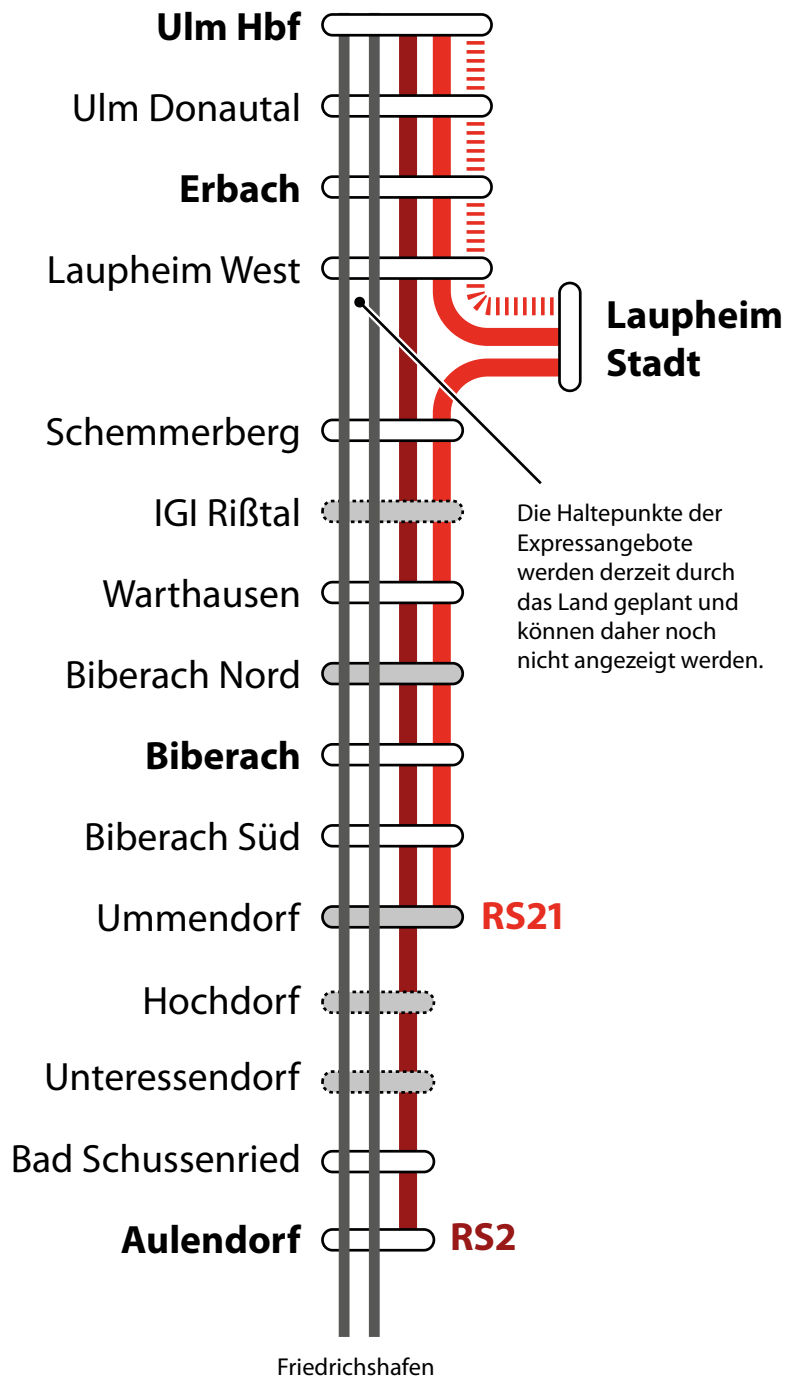 Ulm Hbf
Ulm Donautal
Erbach
Laupheim West
Laupheim
Stadt
Schemmerberg
IGI Rißtal
Die Haltepunkte der
Expressangebote
werden derzeit durch
das Land geplant und
können daher noch
nicht angezeigt werden.
Warthausen
Biberach Nord
Biberach
Biberach Süd
Ummendorf
RS21
Hochdorf
Unteressendorf
Bad Schussenried
Aulendorf
RS2
Friedrichshafen